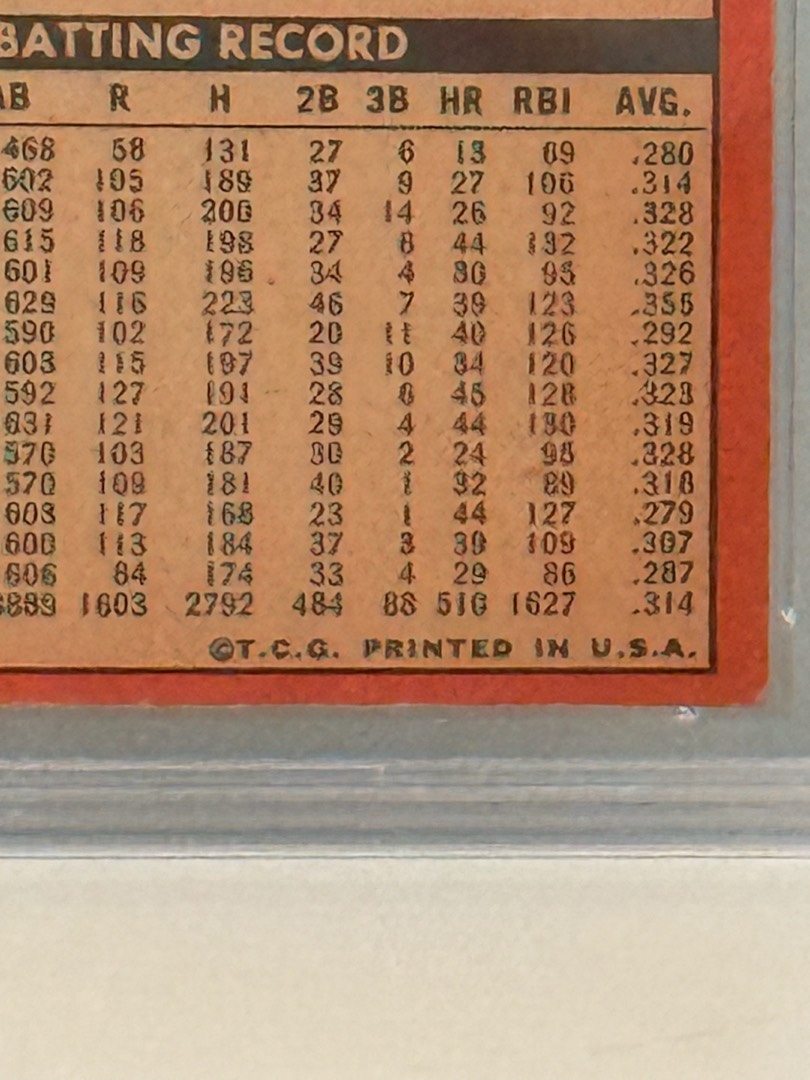 BATTING RECORD
AB R H 2B 3B HR RBI AVG.
468 58 131 27 6 13 69 .280
602 105 189 37 9 27 106 .314
609 106 200 34 14 26 92 .328
615 118 198 27 6 44 132 .322
601 109 196 34 4 30 95 .326
629 116 223 46 7 39 123 .355
590 102 172 20 11 40 126 .292
603 115 197 39 10 34 120 .327
592 127 191 28 6 45 128 .323
631 121 201 29 4 44 130 .319
570 103 187 30 2 24 95 .328
570 109 181 40 1 32 89 .318
603 117 168 23 1 44 127 .279
600 113 184 37 3 39 109 .307
606 84 174 33 4 29 86 .287
1603 2792 484 88 510 1627 .314
©T.C.G. PRINTED IN U.S.A.